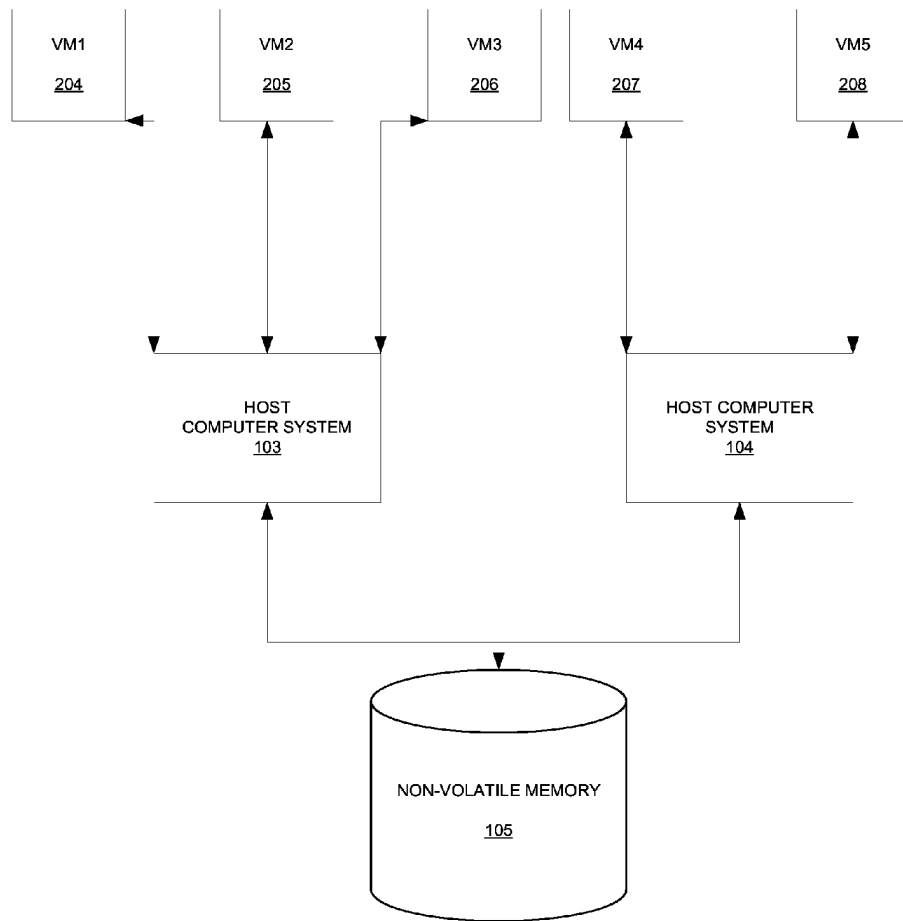 VM1
204
VM2
205
VM3
206
VM4
207
VM5
208
HOST
COMPUTER SYSTEM
103
HOST COMPUTER
SYSTEM
104
NON-VOLATILE MEMORY
105